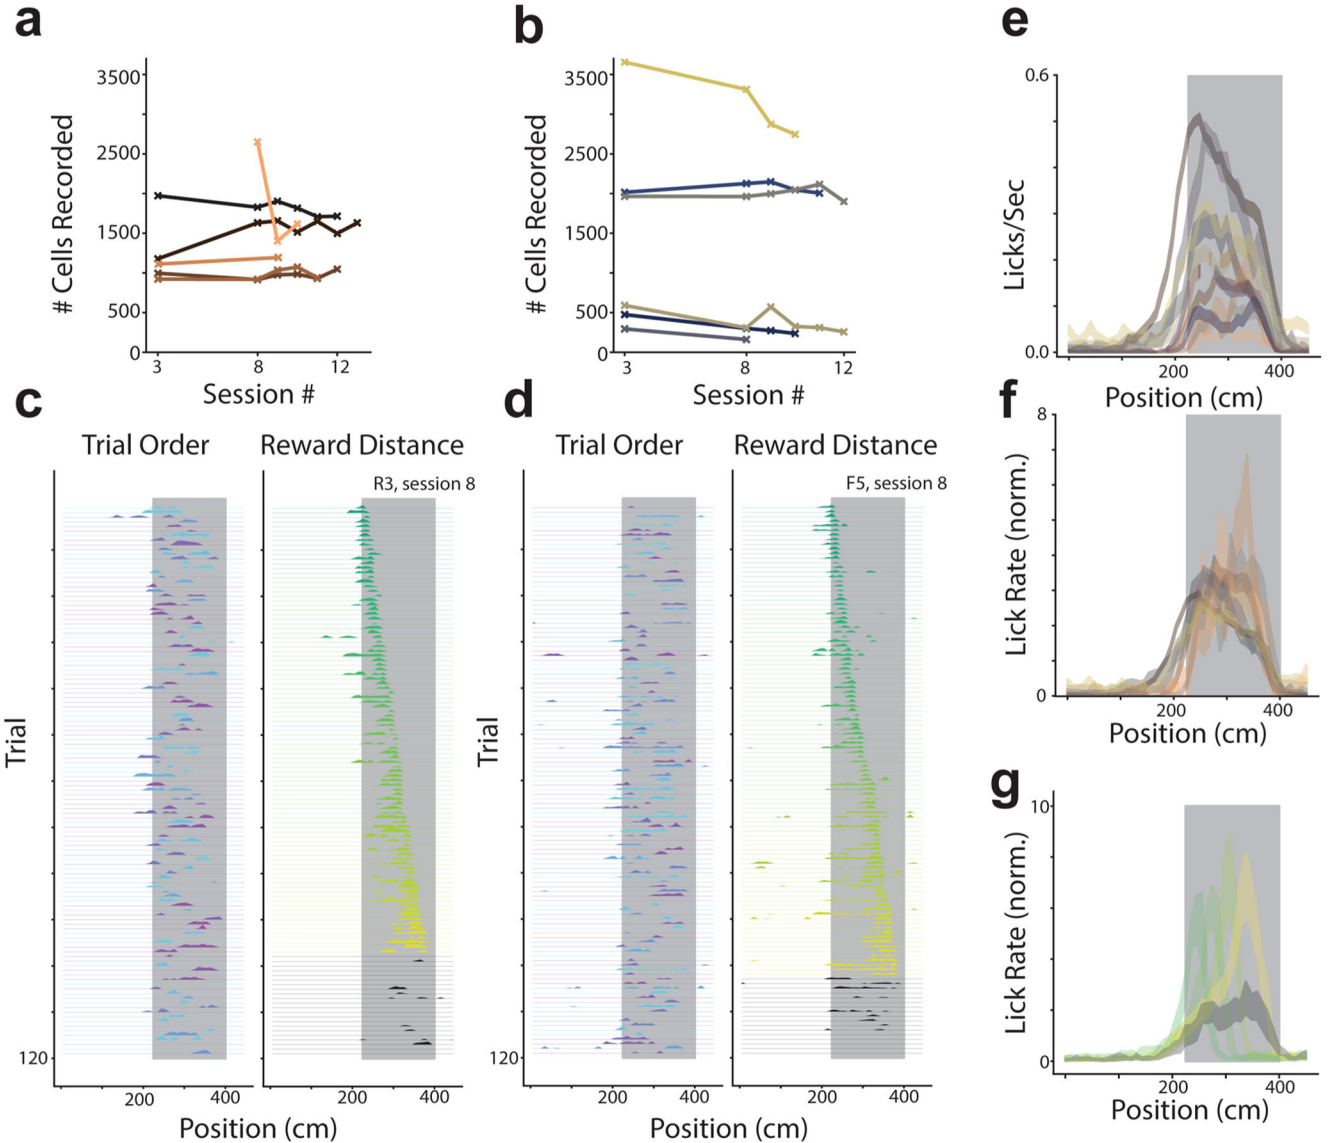 a
# Cells Recorded
3500
2500
1500
500
0
3
8
12
Session #
b
# Cells Recorded
3500
2500
1500
500
0
3
8
12
Session #
e
Licks/Sec
0.6
0.0
200
400
Position (cm)
c
Trial Order
Reward Distance
R3, session 8
Trial
120
200
400
200
400
Position (cm)
d
Trial Order
Reward Distance
F5, session 8
Trial
120
200
400
200
400
Position (cm)
f
Lick Rate (norm.)
8
0
200
400
Position (cm)
g
Lick Rate (norm.)
10
0
200
400
Position (cm)